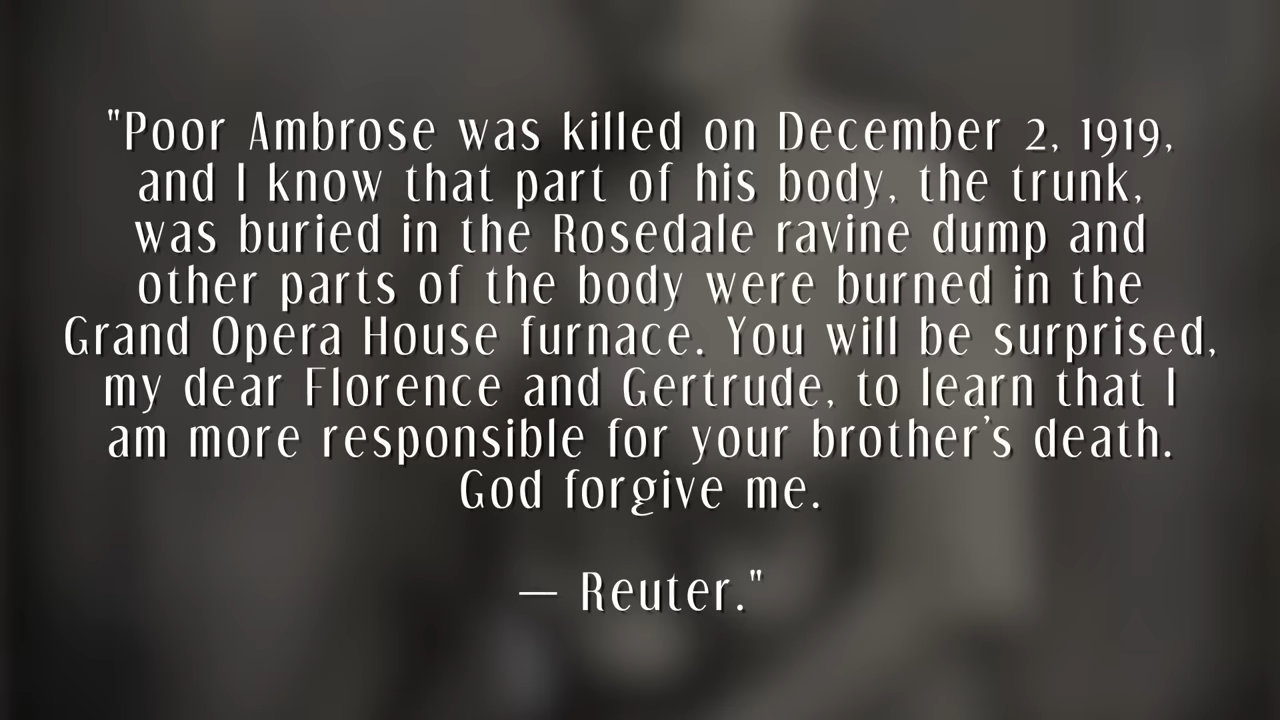 "Poor Ambrose was killed on December 2, 1919,
and I know that part of his body, the trunk,
was buried in the Rosedale ravine dump and
other parts of the body were burned in the
Grand Opera House furnace. You will be surprised,
my dear Florence and Gertrude, to learn that I
am more responsible for your brother's death.
God forgive me.
— Reuter."